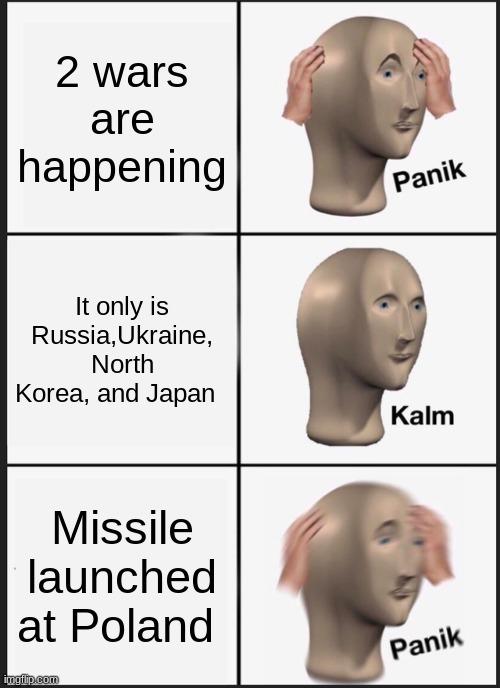 2 wars
are
happening
Panik
It only is
Russia,Ukraine,
North
Korea, and Japan
Kalm
Missile
launched
at Poland
Panik
imgflip.com